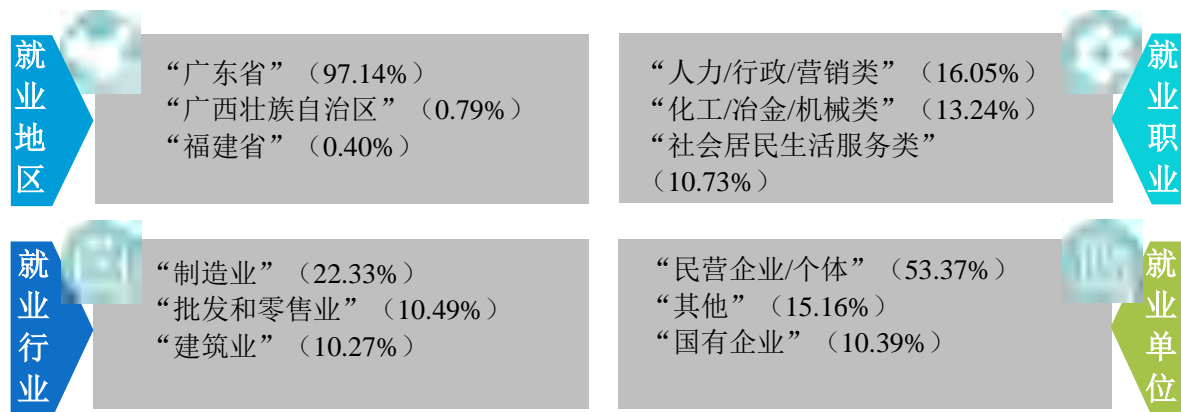 就业地区
“广东省”（97.14%）
“广西壮族自治区”（0.79%）
“福建省”（0.40%）
就业职业
“人力/行政/营销类”（16.05%）
“化工/冶金/机械类”（13.24%）
“社会居民生活服务类”
（10.73%）
就业行业
“制造业”（22.33%）
“批发和零售业”（10.49%）
“建筑业”（10.27%）
就业单位
“民营企业/个体”（53.37%）
“其他”（15.16%）
“国有企业”（10.39%）